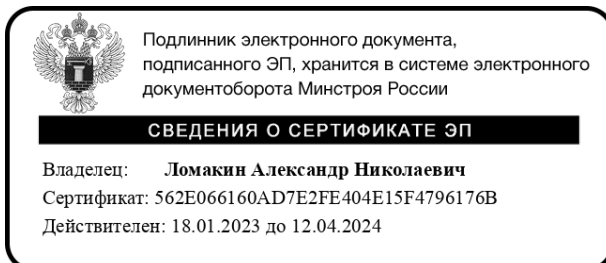 Подлинник электронного документа,
подписанного ЭП, хранится в системе электронного
документоборота Минстроя России
СВЕДЕНИЯ О СЕРТИФИКАТЕ ЭП
Владелец: Ломакин Александр Николаевич
Сертификат: 562E066160AD7E2FE404E15F4796176B
Действителен: 18.01.2023 до 12.04.2024